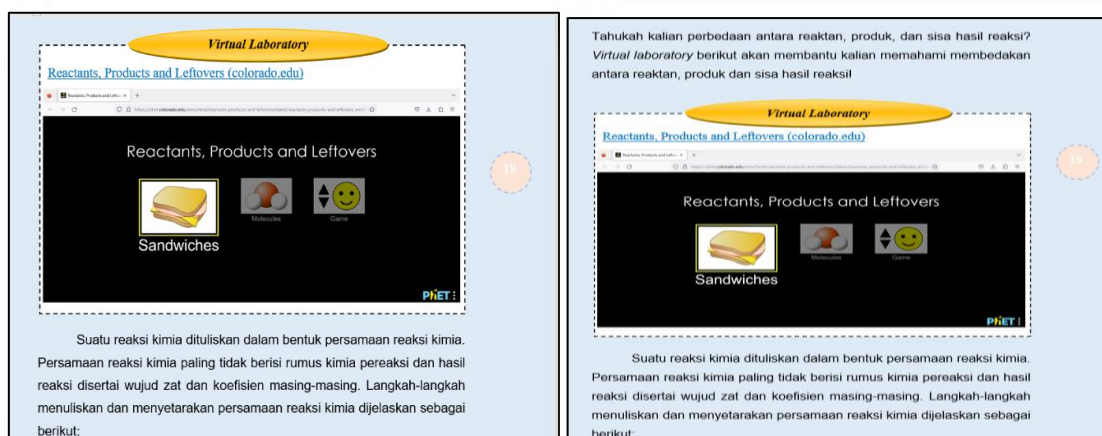 Virtual Laboratory
Reactants, Products and Leftovers (colorado.edu)
Reactants, Products and Leftovers
Sandwiches
Molecules
Game
PhET
19
Suatu reaksi kimia dituliskan dalam bentuk persamaan reaksi kimia.
Persamaan reaksi kimia paling tidak berisi rumus kimia pereaksi dan hasil
reaksi disertai wujud zat dan koefisien masing-masing. Langkah-langkah
menuliskan dan menyetarakan persamaan reaksi kimia dijelaskan sebagai
berikut:
Tahukah kalian perbedaan antara reaktan, produk, dan sisa hasil reaksi?
Virtual laboratory berikut akan membantu kalian memahami membedakan
antara reaktan, produk dan sisa hasil reaksi!
Virtual Laboratory
Reactants, Products and Leftovers (colorado.edu)
Reactants, Products and Leftovers
Sandwiches
Molecules
Game
PhET
19
Suatu reaksi kimia dituliskan dalam bentuk persamaan reaksi kimia.
Persamaan reaksi kimia paling tidak berisi rumus kimia pereaksi dan hasil
reaksi disertai wujud zat dan koefisien masing-masing. Langkah-langkah
menuliskan dan menyetarakan persamaan reaksi kimia dijelaskan sebagai
berikut: